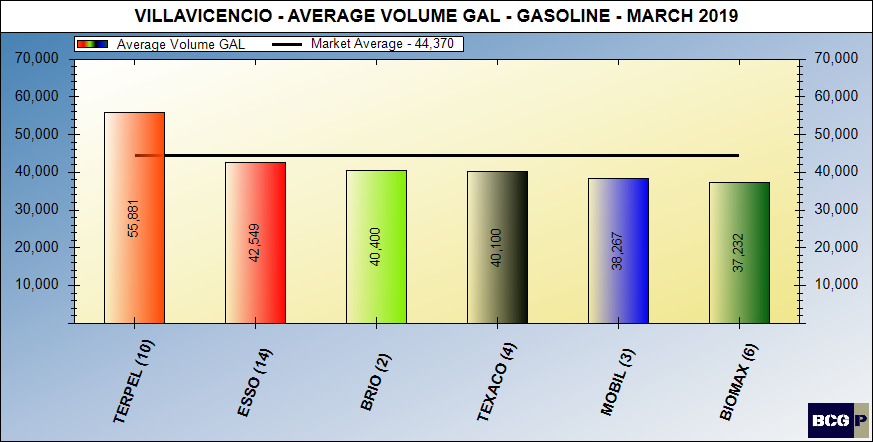 VILLAVICENCIO - AVERAGE VOLUME GAL - GASOLINE - MARCH 2019
Average Volume GAL Market Average - 44,370
70,000 70,000
60,000 60,000
50,000 50,000
40,000 40,000
30,000 30,000
20,000 20,000
10,000 10,000
55,881 42,549 40,400 40,100 38,267 37,232
TERPEL (10) ESSO (14) BRIO (2) TEXACO (4) MOBIL (3) BIOMAX (6)
BCG P